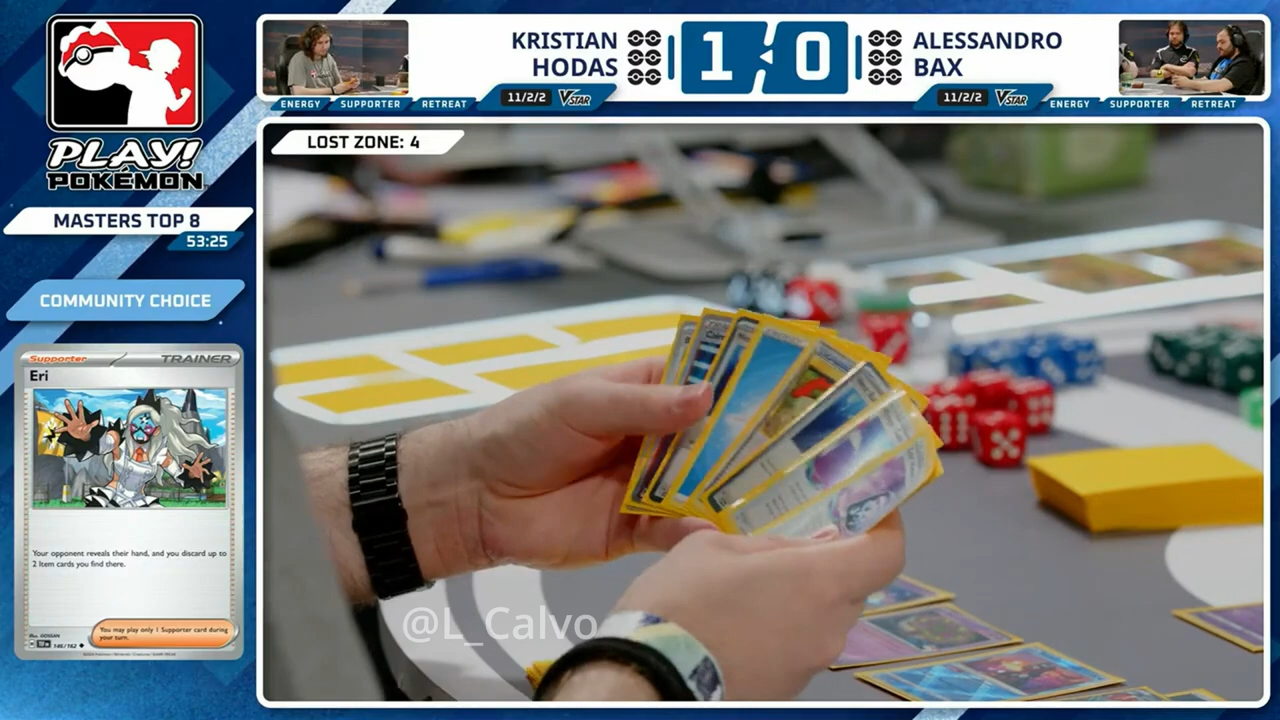 PLAY!
POKÉMON
KRISTIAN
HODAS
1
0
ALESSANDRO
BAX
11/2/2
VSTAR
11/2/2
VSTAR
ENERGY
SUPPORTER
RETREAT
ENERGY
SUPPORTER
RETREAT
LOST ZONE: 4
MASTERS TOP 8
53:25
COMMUNITY CHOICE
Supporter
TRAINER
Eri
Your opponent reveals their hand, and you discard up to
2 Item cards you find there.
You may play only 1 Supporter card during
your turn.
146/162
@L_Calvo